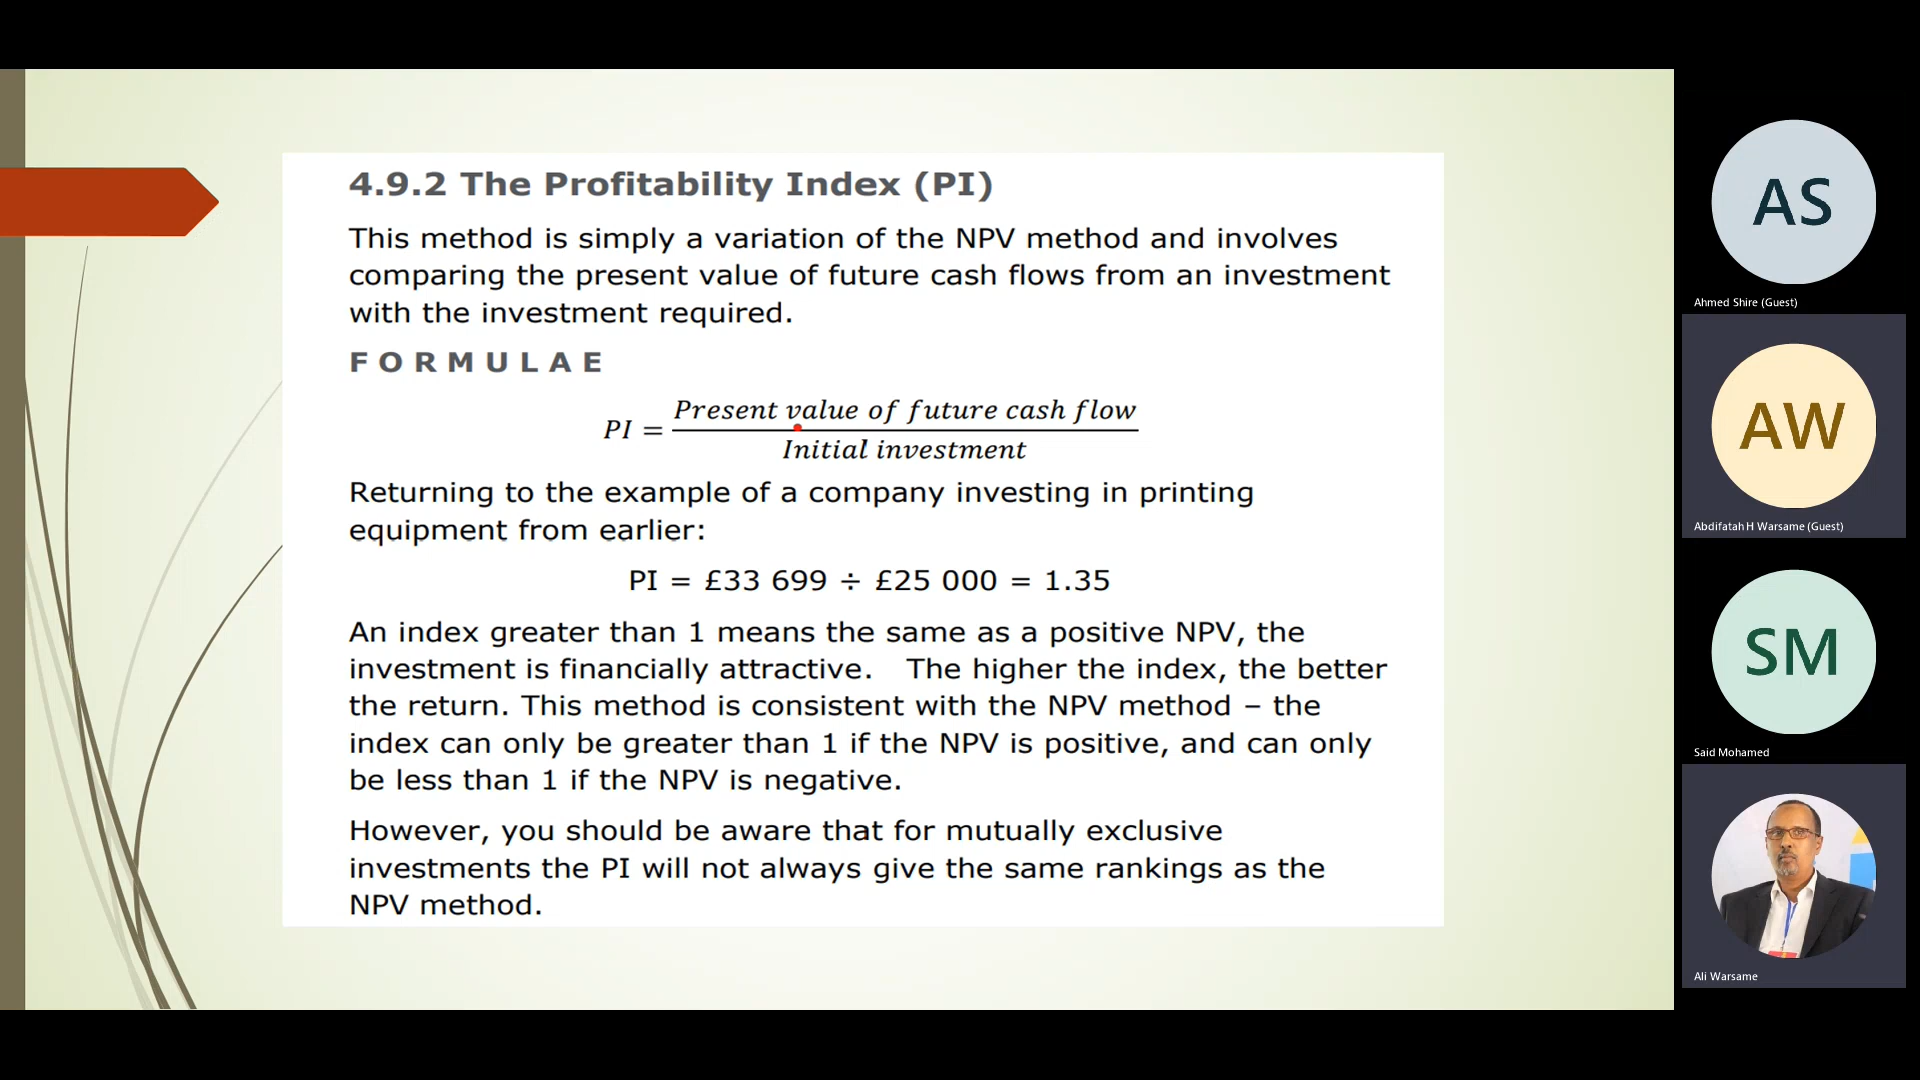 4.9.2 The Profitability Index (PI)
This method is simply a variation of the NPV method and involves
comparing the present value of future cash flows from an investment
with the investment required.
FORMULAE
PI = Present value of future cash flow
Initial investment
Returning to the example of a company investing in printing
equipment from earlier:
PI = £33 699 ÷ £25 000 = 1.35
An index greater than 1 means the same as a positive NPV, the
investment is financially attractive. The higher the index, the better
the return. This method is consistent with the NPV method – the
index can only be greater than 1 if the NPV is positive, and can only
be less than 1 if the NPV is negative.
However, you should be aware that for mutually exclusive
investments the PI will not always give the same rankings as the
NPV method.
AS
Ahmed Shire (Guest)
AW
Abdifatah H Warsame (Guest)
SM
Said Mohamed
Ali Warsame